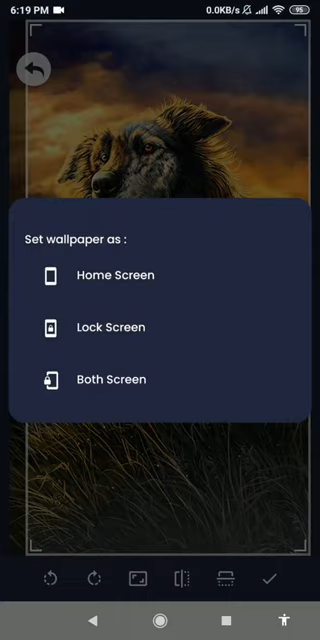 6:19 PM
0.0KB/s
95
Set wallpaper as :
Home Screen
Lock Screen
Both Screen